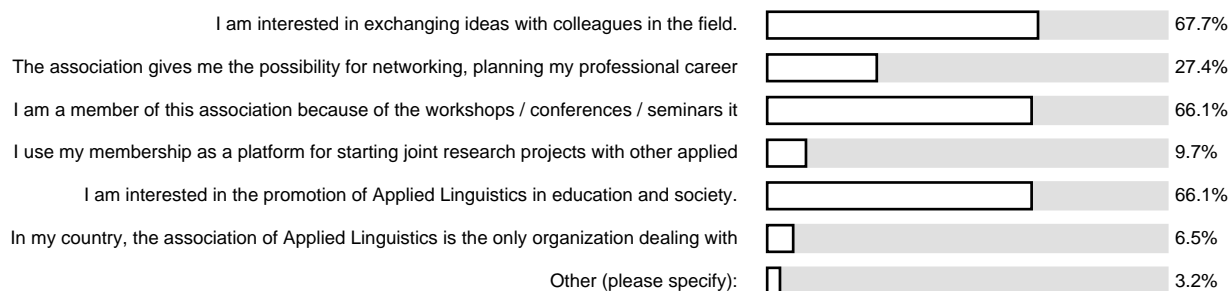 I am interested in exchanging ideas with colleagues in the field. 67.7%
The association gives me the possibility for networking, planning my professional career 27.4%
I am a member of this association because of the workshops / conferences / seminars it 66.1%
I use my membership as a platform for starting joint research projects with other applied 9.7%
I am interested in the promotion of Applied Linguistics in education and society. 66.1%
In my country, the association of Applied Linguistics is the only organization dealing with 6.5%
Other (please specify): 3.2%